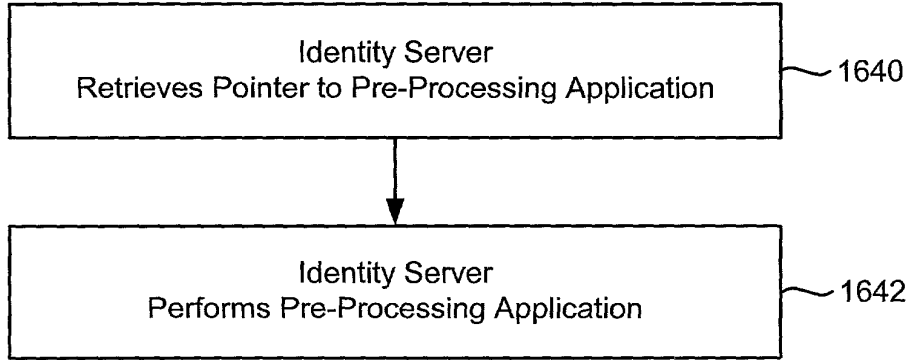 Identity Server
Retrieves Pointer to Pre-Processing Application
1640
Identity Server
Performs Pre-Processing Application
1642